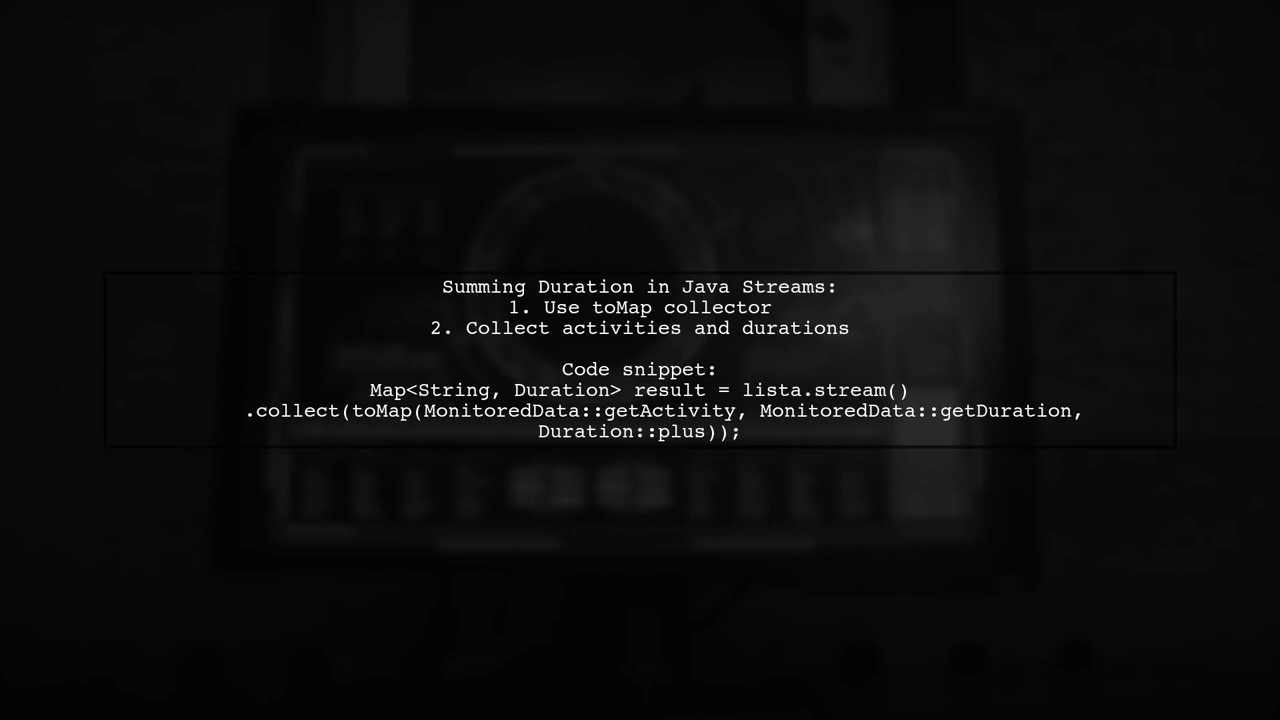 Summing Duration in Java Streams:
1. Use toMap collector
2. Collect activities and durations
Code snippet:
Map<String, Duration> result = lista.stream()
.collect(toMap(MonitoredData::getActivity, MonitoredData::getDuration,
Duration::plus));